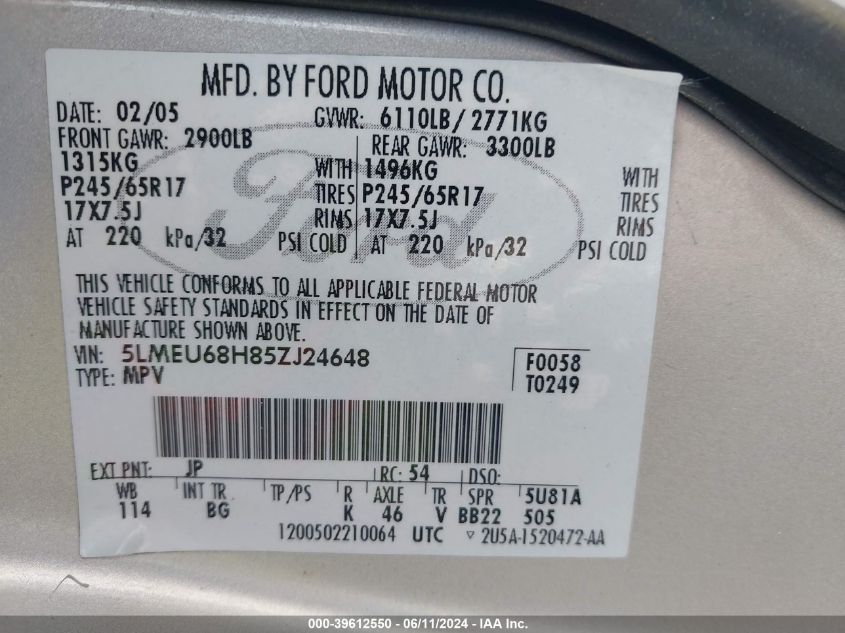 MFD. BY FORD MOTOR CO.
DATE: 02/05 GVWR: 6110LB/ 2771KG
FRONT GAWR: 2900LB REAR GAWR: 3300LB
1315KG WITH 1496KG WITH
P245/65R17 TIRES P245/65R17 TIRES
17X7.5J RIMS 17X7.5J RIMS
AT 220 kPa/32 PSI COLD AT 220 kPa/32 PSI COLD
Ford
THIS VEHICLE CONFORMS TO ALL APPLICABLE FEDERAL MOTOR
VEHICLE SAFETY STANDARDS IN EFFECT ON THE DATE OF
MANUFACTURE SHOWN ABOVE.
VIN: 5LMEU68H85ZJ24648 F0058
TYPE: MPV T0249
EXT PNT: JP RC: 54 DSO:
WB INT TR TP/PS R AXLE TR SPR 5U81A
114 BG K 46 V BB22 505
1200502210064 UTC ▽ 2U5A-1520472-AA
000-39612550 - 06/11/2024 - IAA Inc.